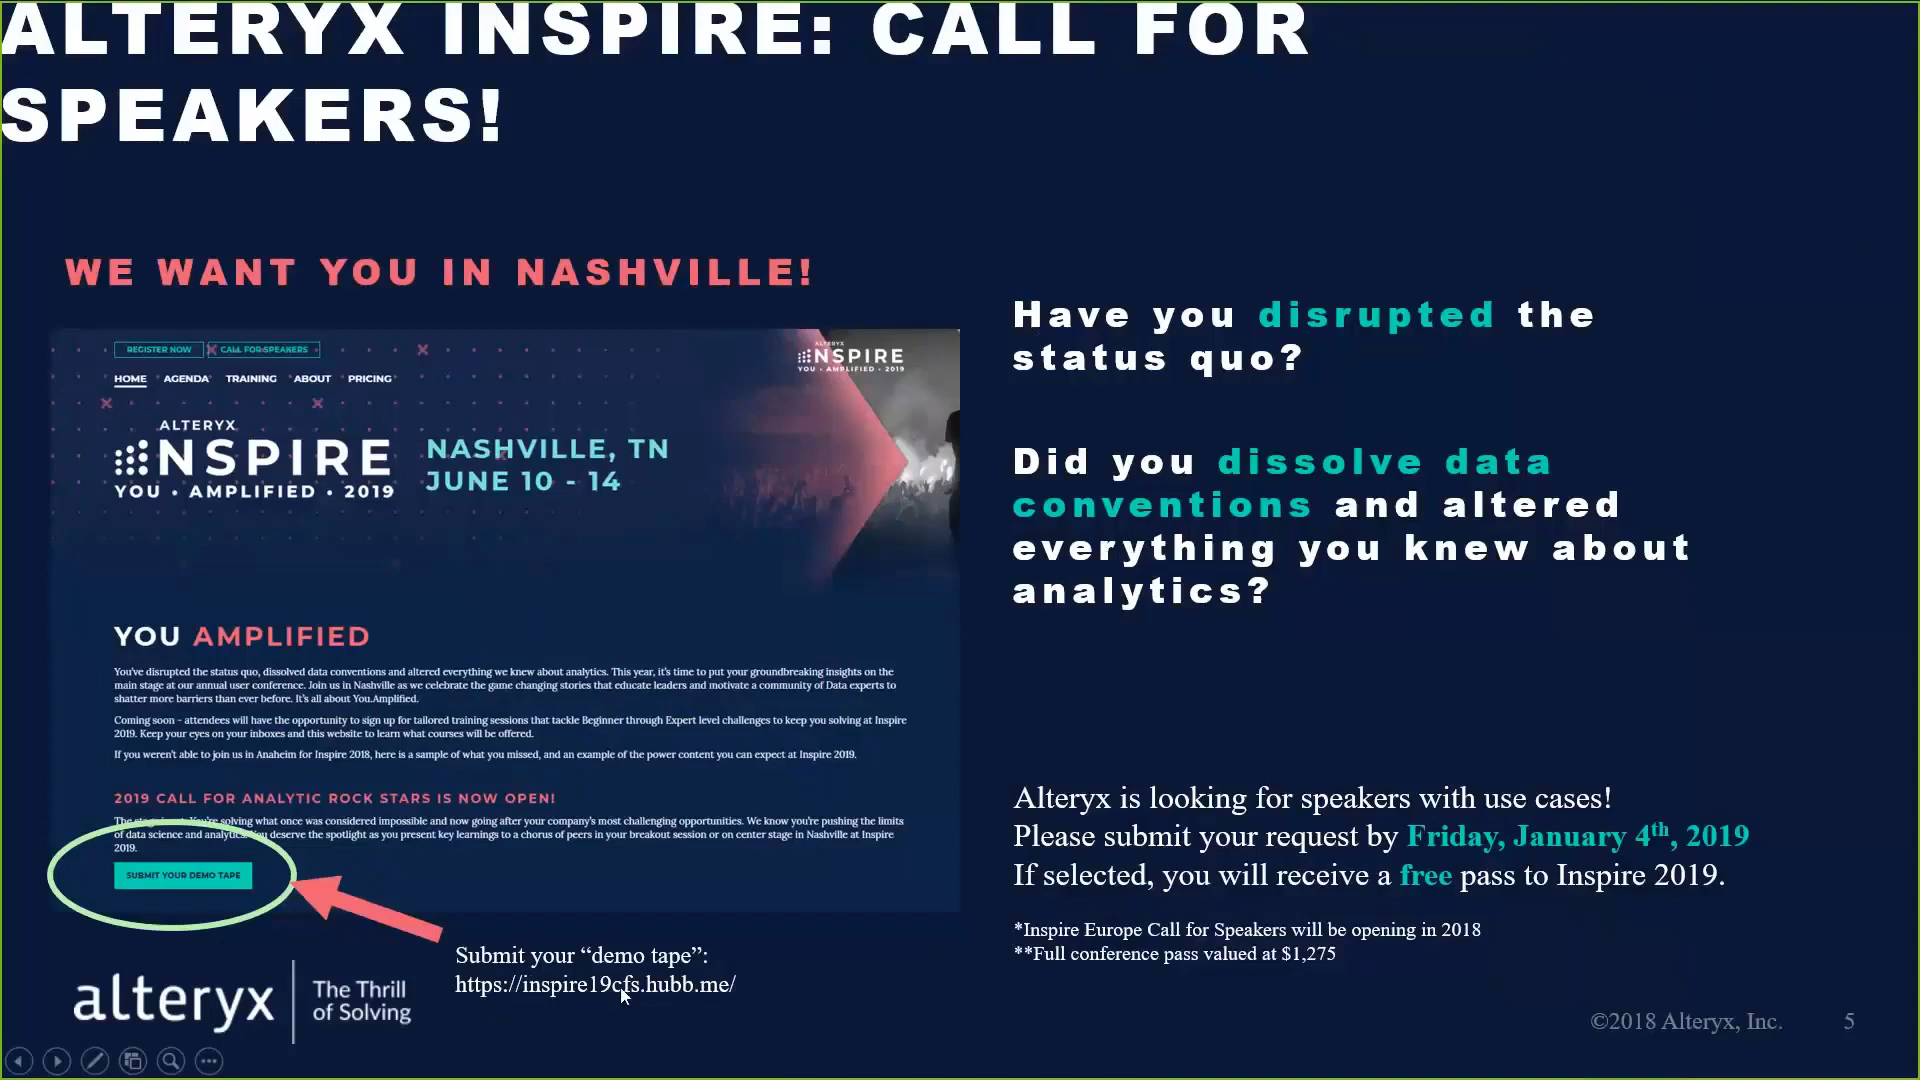 ALTERYX INSPIRE: CALL FOR
SPEAKERS!
WE WANT YOU IN NASHVILLE!
REGISTER NOW
CALL FOR SPEAKERS
ALTERYX
INSPIRE
YOU • AMPLIFIED • 2019
HOME AGENDA TRAINING ABOUT PRICING
ALTERYX
INSPIRE
YOU • AMPLIFIED • 2019
NASHVILLE, TN
JUNE 10 - 14
YOU AMPLIFIED
You've disrupted the status quo, dissolved data conventions and altered everything we knew about analytics. This year, it's time to put your groundbreaking insights on the
main stage at our annual user conference. Join us in Nashville as we celebrate the game changing stories that educate leaders and motivate a community of Data experts to
shatter more barriers than ever before. It's all about You.Amplified.
Coming soon - attendees will have the opportunity to sign up for tailored training sessions that tackle Beginner through Expert level challenges to keep you solving at Inspire
2019. Keep your eyes on your inboxes and this website to learn what courses will be offered.
If you weren't able to join us in Anaheim for Inspire 2018, here is a sample of what you missed, and an example of the power content you can expect at Inspire 2019.
2019 CALL FOR ANALYTIC ROCK STARS IS NOW OPEN!
The stage is set. You're solving what once was considered impossible and now going after your company's most challenging opportunities. We know you're pushing the limits
of data science and analytics. You deserve the spotlight as you present key learnings to a chorus of peers in your breakout session or on center stage in Nashville at Inspire
2019.
SUBMIT YOUR DEMO TAPE
Submit your “demo tape”:
https://inspire19cfs.hubb.me/
alteryx
The Thrill
of Solving
Have you disrupted the
status quo?
Did you dissolve data
conventions and altered
everything you knew about
analytics?
Alteryx is looking for speakers with use cases!
Please submit your request by Friday, January 4th, 2019
If selected, you will receive a free pass to Inspire 2019.
*Inspire Europe Call for Speakers will be opening in 2018
**Full conference pass valued at $1,275
©2018 Alteryx, Inc.
5